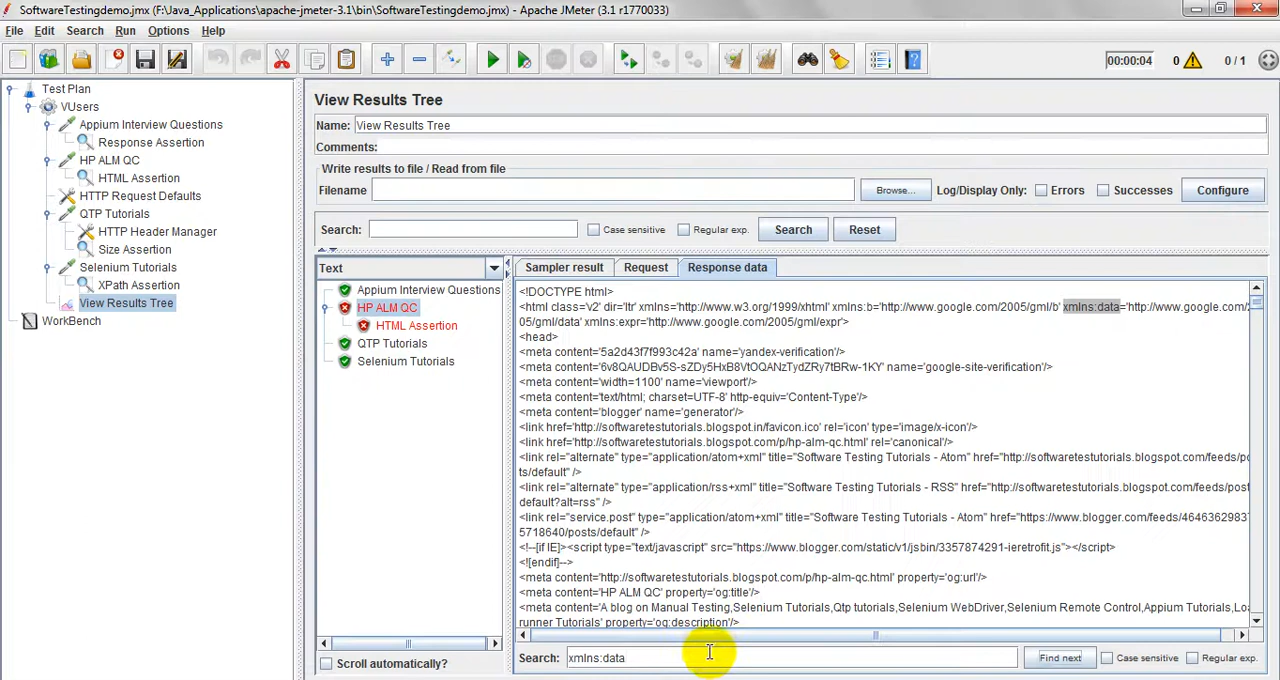 SoftwareTestingdemo.jmx (F:\Java_Applications\apache-jmeter-3.1\bin\SoftwareTestingdemo.jmx) - Apache JMeter (3.1 r1770033)
File Edit Search Run Options Help
00:00:04 0 0 / 1
Test Plan
VUsers
Appium Interview Questions
Response Assertion
HP ALM QC
HTML Assertion
HTTP Request Defaults
QTP Tutorials
HTTP Header Manager
Size Assertion
Selenium Tutorials
XPath Assertion
View Results Tree
WorkBench
View Results Tree
Name: View Results Tree
Comments:
Write results to file / Read from file
Filename Browse... Log/Display Only: Errors Successes Configure
Search: Case sensitive Regular exp. Search Reset
Text
Appium Interview Questions
HP ALM QC
HTML Assertion
QTP Tutorials
Selenium Tutorials
Scroll automatically?
Sampler result Request Response data
<!DOCTYPE html>
<html class='v2' dir='ltr' xmlns='http://www.w3.org/1999/xhtml' xmlns:b='http://www.google.com/2005/gml/b' xmlns:data='http://www.google.com/2
05/gml/data' xmlns:expr='http://www.google.com/2005/gml/expr'>
<head>
<meta content='5a2d43f7f993c42a' name='yandex-verification'/>
<meta content='6v8QAUDBv5S-sZDy5HxB8VtOQANzTydZRy7tBRw-1KY' name='google-site-verification'/>
<meta content='width=1100' name='viewport'/>
<meta content='text/html; charset=UTF-8' http-equiv='Content-Type'/>
<meta content='blogger' name='generator'/>
<link href='http://softwaretestutorials.blogspot.in/favicon.ico' rel='icon' type='image/x-icon'/>
<link href='http://softwaretestutorials.blogspot.com/p/hp-alm-qc.html' rel='canonical'/>
<link rel="alternate" type="application/atom+xml" title="Software Testing Tutorials - Atom" href="http://softwaretestutorials.blogspot.com/feeds/po
ts/default" />
<link rel="alternate" type="application/rss+xml" title="Software Testing Tutorials - RSS" href="http://softwaretestutorials.blogspot.com/feeds/post
default?alt=rss" />
<link rel="service.post" type="application/atom+xml" title="Software Testing Tutorials - Atom" href="https://www.blogger.com/feeds/46463629837
5718640/posts/default" />
<!--[if IE]><script type="text/javascript" src="https://www.blogger.com/static/v1/jsbin/3357874291-ieretrofit.js"></script>
<![endif]-->
<meta content='http://softwaretestutorials.blogspot.com/p/hp-alm-qc.html' property='og:url'/>
<meta content='HP ALM QC' property='og:title'/>
<meta content='A blog on Manual Testing,Selenium Tutorials,Qtp tutorials,Selenium WebDriver,Selenium Remote Control,Appium Tutorials,Loa
runner Tutorials' property='og:description'/>
Search: xmlns:data Find next Case sensitive Regular exp.